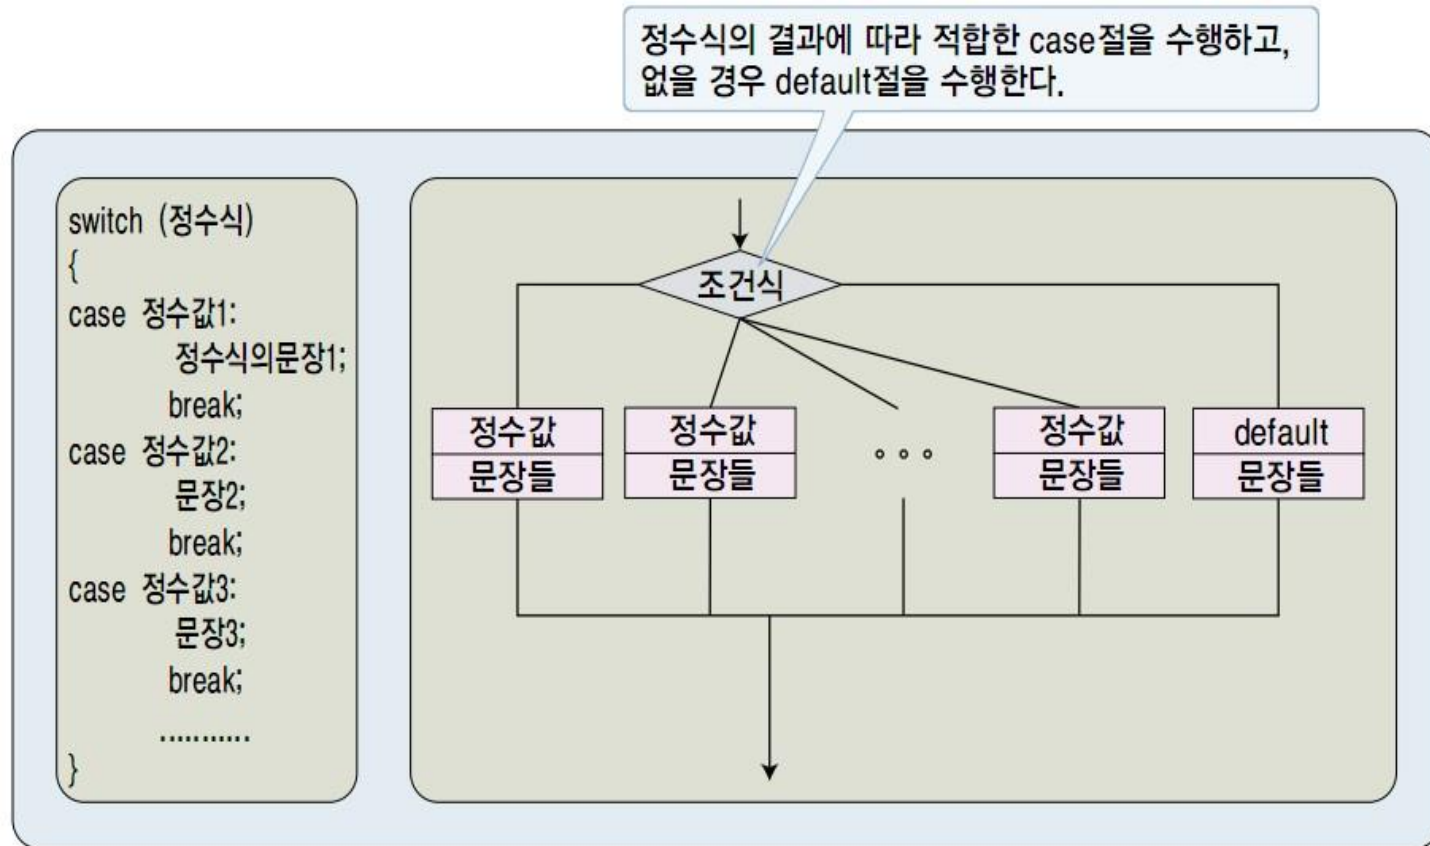 정수식의 결과에 따라 적합한 case절을 수행하고,
없을 경우 default절을 수행한다.
switch (정수식)
{
case 정수값1:
정수식의문장1;
break;
case 정수값2:
문장2;
break;
case 정수값3:
문장3;
break;
...........
}
조건식
정수값
문장들
정수값
문장들
정수값
문장들
default
문장들